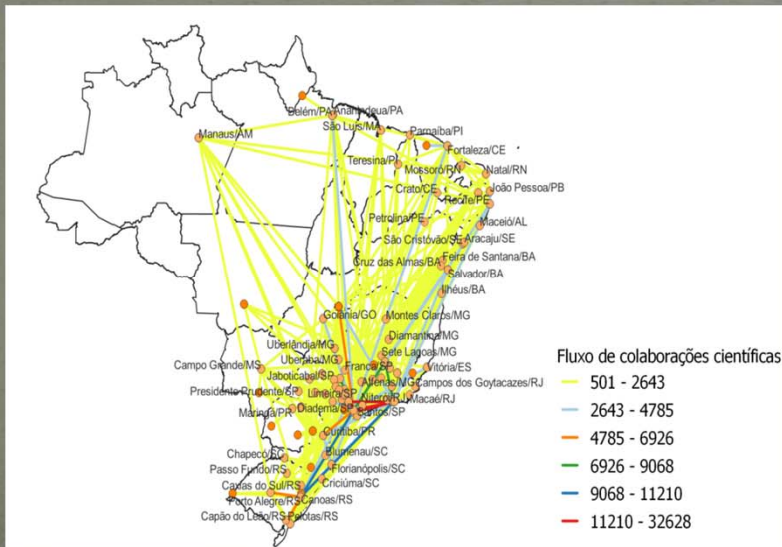 Belém/PA
Ananindeua/PA
São Luís/MA
Parnaíba/PI
Manaus/AM
Fortaleza/CE
Teresina/PI
Mossoró/RN
Natal/RN
Crato/CE
João Pessoa/PB
Recife/PE
Petrolina/PE
Maceió/AL
São Cristóvão/SE
Aracaju/SE
Cruz das Almas/BA
Feira de Santana/BA
Salvador/BA
Ilhéus/BA
Goiânia/GO
Montes Claros/MG
Diamantina/MG
Uberlândia/MG
Sete Lagoas/MG
Uberaba/MG
Franca/SP
Vitória/ES
Campo Grande/MS
Jaboticabal/SP
Alfenas/MG
Campos dos Goytacazes/RJ
Presidente Prudente/SP
Limeira/SP
Niterói/RJ
Macaé/RJ
Maringá/PR
Diadema/SP
Santos/SP
Curitiba/PR
Chapecó/SC
Blumenau/SC
Passo Fundo/RS
Florianópolis/SC
Caxias do Sul/RS
Criciúma/SC
Porto Alegre/RS
Canoas/RS
Capão do Leão/RS
Pelotas/RS
Fluxo de colaborações científicas
501 - 2643
2643 - 4785
4785 - 6926
6926 - 9068
9068 - 11210
11210 - 32628